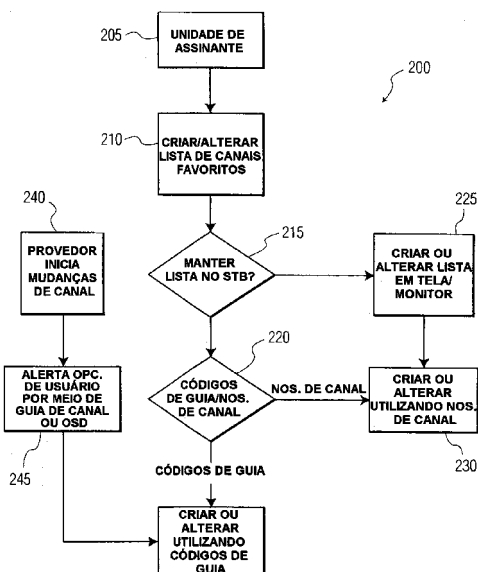 205
UNIDADE DE
ASSINANTE
200
210
CRIAR/ALTERAR
LISTA DE CANAIS
FAVORITOS
240
PROVEDOR
INICIA
MUDANÇAS
DE CANAL
215
MANTER
LISTA NO STB?
225
CRIAR OU
ALTERAR LISTA
EM TELA/
MONITOR
220
CÓDIGOS
DE GUIA/NOS.
DE CANAL
NOS. DE CANAL
CRIAR OU
ALTERAR
UTILIZANDO NOS.
DE CANAL
230
ALERTA OPC.
DE USUÁRIO
POR MEIO DE
GUIA DE CANAL
OU OSD
245
CÓDIGOS DE GUIA
CRIAR OU
ALTERAR
UTILIZANDO
CÓDIGOS DE
GUIA